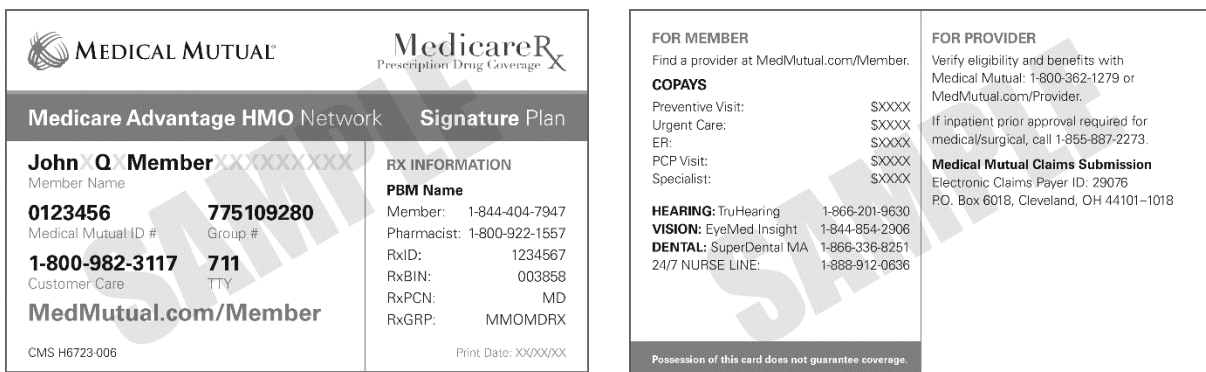 MEDICAL MUTUAL®
MedicareRx
Prescription Drug Coverage
Medicare Advantage HMO Network Signature Plan
JohnXQXMemberXXXXXXXXX
Member Name
0123456 775109280
Medical Mutual ID # Group #
1-800-982-3117 711
Customer Care TTY
MedMutual.com/Member
CMS H6723-006
RX INFORMATION
PBM Name
Member: 1-844-404-7947
Pharmacist: 1-800-922-1557
RxID: 1234567
RxBIN: 003858
RxPCN: MD
RxGRP: MMOMDRX
Print Date: XX/XX/XX
SAMPLE
FOR MEMBER
Find a provider at MedMutual.com/Member.
COPAYS
Preventive Visit: $XXXX
Urgent Care: $XXXX
ER: $XXXX
PCP Visit: $XXXX
Specialist: $XXXX
HEARING: TruHearing 1-866-201-9630
VISION: EyeMed Insight 1-844-854-2906
DENTAL: SuperDental MA 1-866-336-8251
24/7 NURSE LINE: 1-888-912-0636
Possession of this card does not guarantee coverage.
FOR PROVIDER
Verify eligibility and benefits with
Medical Mutual: 1-800-362-1279 or
MedMutual.com/Provider.
If inpatient prior approval required for
medical/surgical, call 1-855-887-2273.
Medical Mutual Claims Submission
Electronic Claims Payer ID: 29076
P.O. Box 6018, Cleveland, OH 44101–1018
SAMPLE